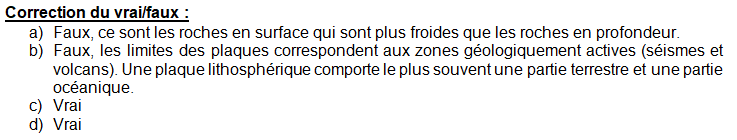 Correction du vrai/faux :
a) Faux, ce sont les roches en surface qui sont plus froides que les roches en profondeur.
b) Faux, les limites des plaques correspondent aux zones géologiquement actives (séismes et
volcans). Une plaque lithosphérique comporte le plus souvent une partie terrestre et une partie
océanique.
c) Vrai
d) Vrai